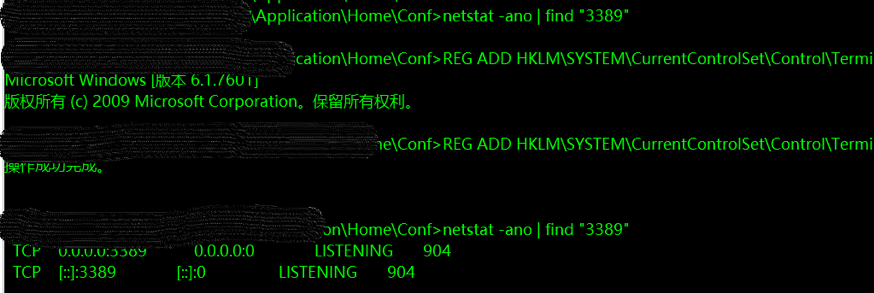 \Application\Home\Conf>netstat -ano | find "3389"
cation\Home\Conf>REG ADD HKLM\SYSTEM\CurrentControlSet\Control\Termi
Microsoft Windows [版本 6.1.7601]
版权所有 (c) 2009 Microsoft Corporation。保留所有权利。
me\Conf>REG ADD HKLM\SYSTEM\CurrentControlSet\Control\Termi
操作成功完成。
on\Home\Conf>netstat -ano | find "3389"
TCP 0.0.0.0:3389 0.0.0.0:0 LISTENING 904
TCP [::]:3389 [::]:0 LISTENING 904